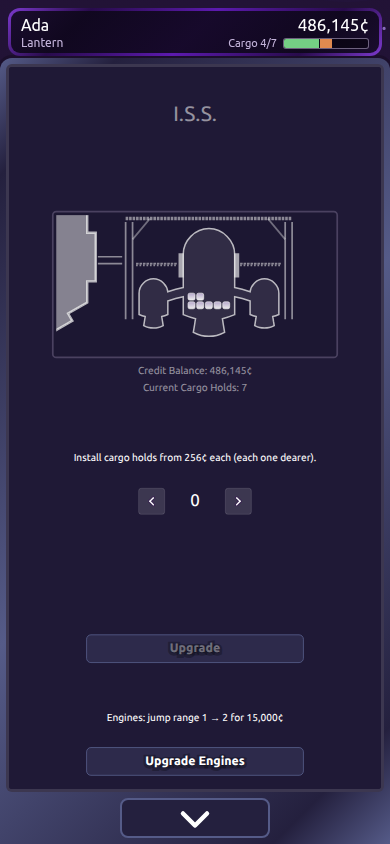 Ada
486,145¢
Lantern
Cargo 4/7
I.S.S.
Credit Balance: 486,145¢
Current Cargo Holds: 7
Install cargo holds from 256¢ each (each one dearer).
0
Upgrade
Engines: jump range 1 → 2 for 15,000¢
Upgrade Engines